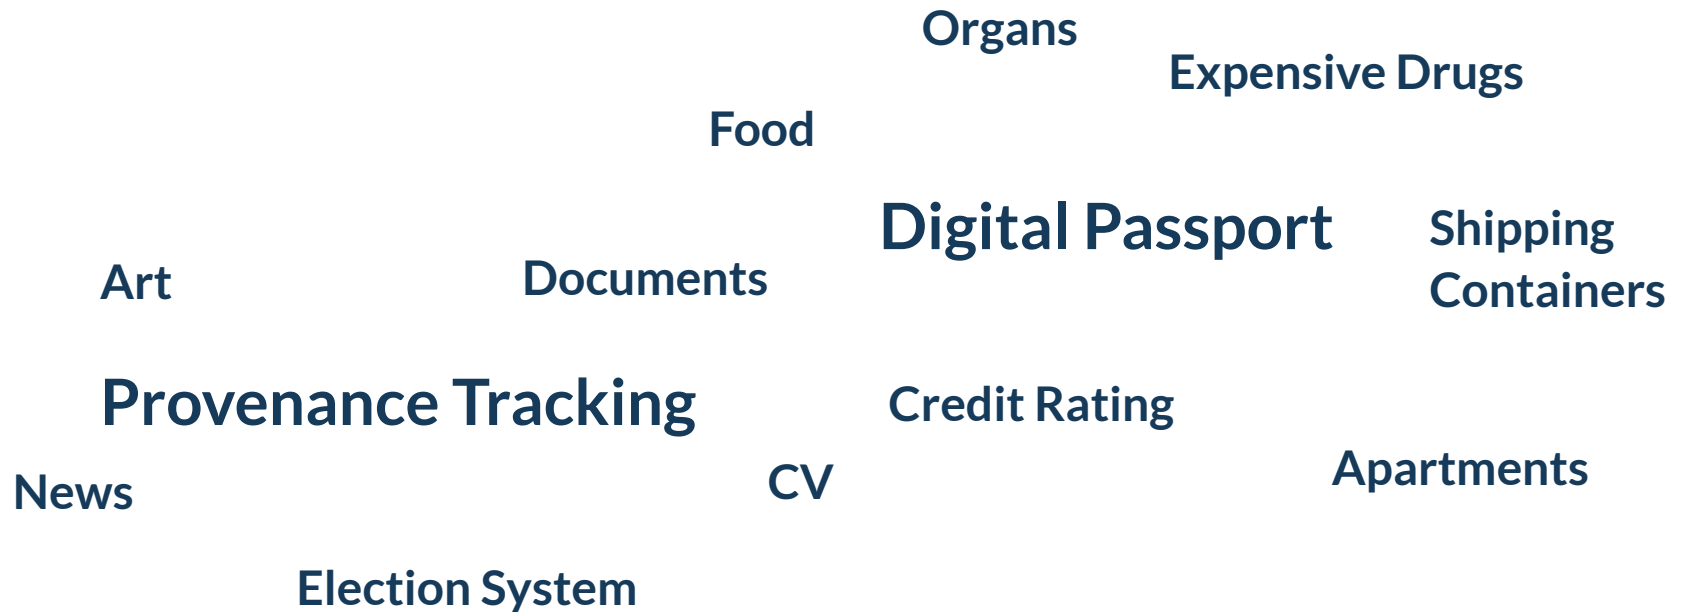 Organs
Expensive Drugs
Food
Digital Passport
Shipping
Containers
Art
Documents
Provenance Tracking
Credit Rating
Apartments
News
CV
Election System